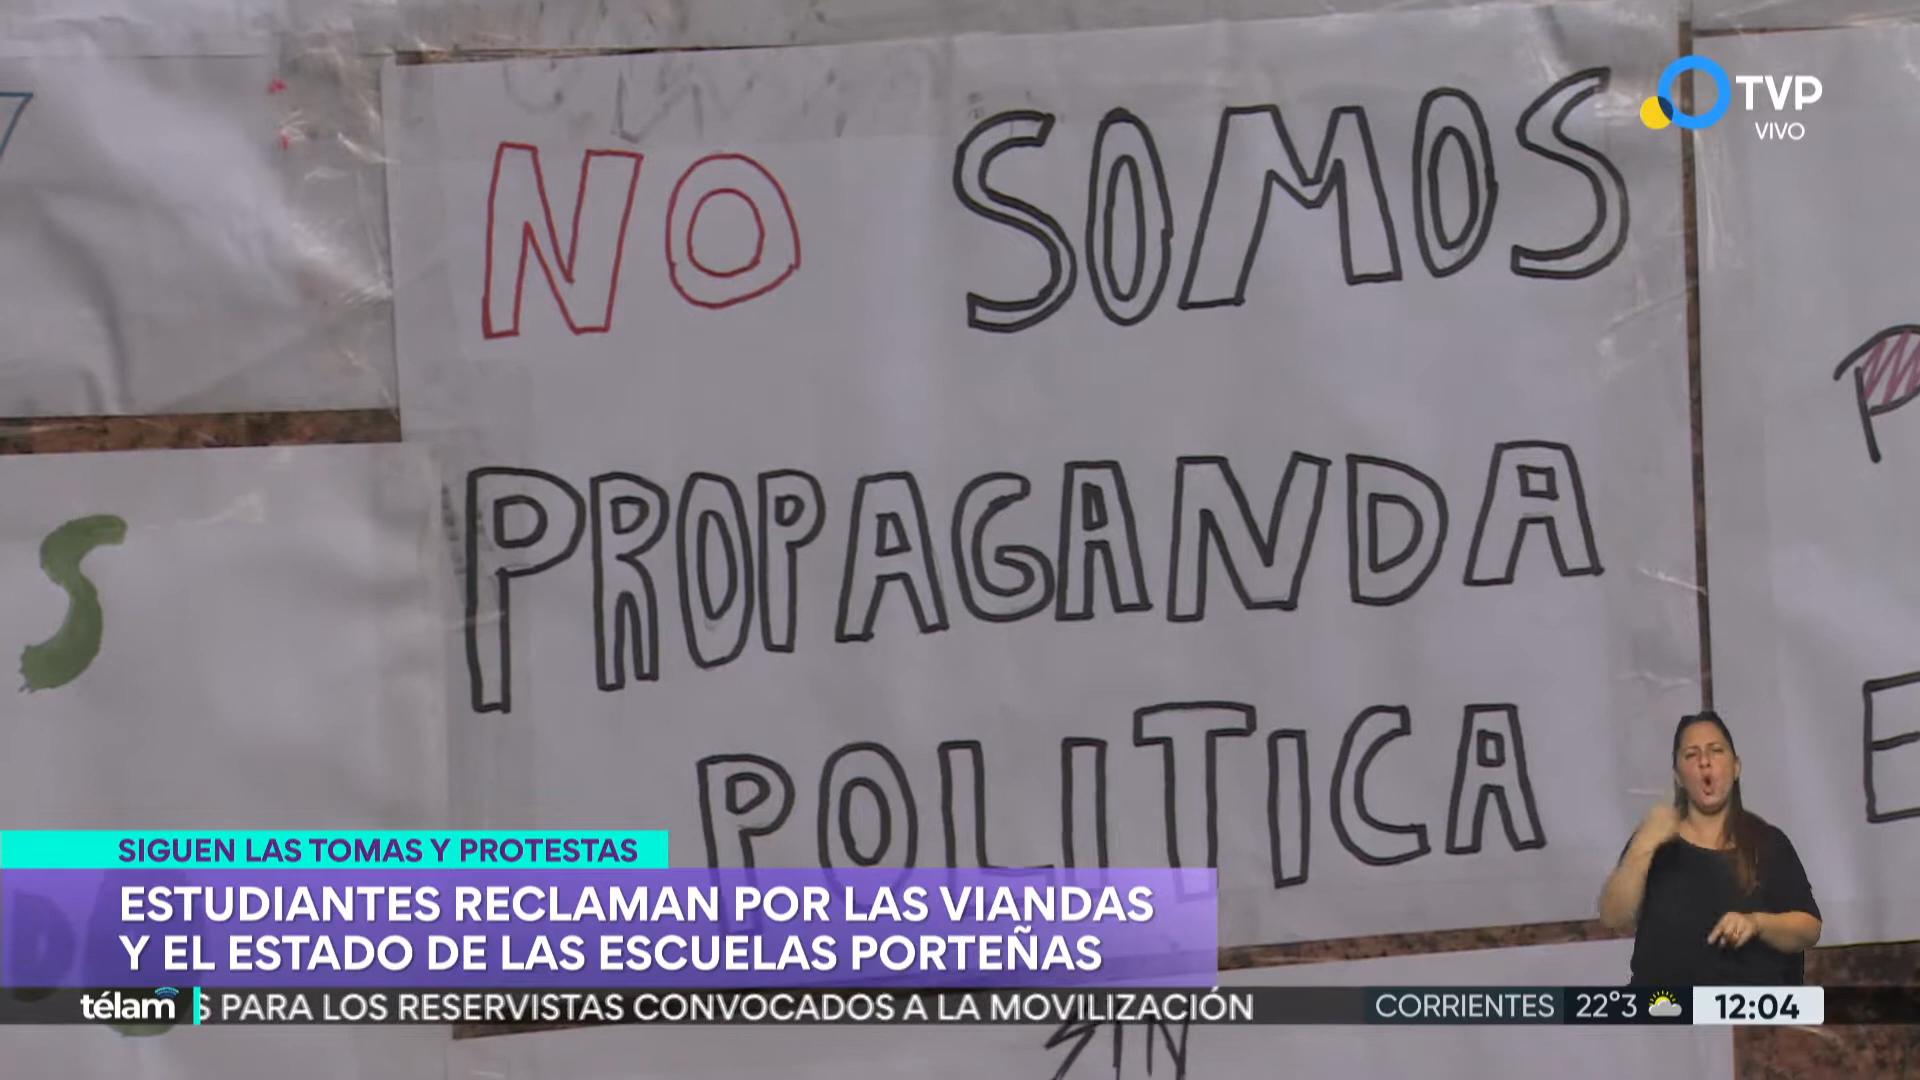 TVP
VIVO
NO SOMOS
PROPAGANDA
POLITICA
S
P
E
SIGUEN LAS TOMAS Y PROTESTAS
ESTUDIANTES RECLAMAN POR LAS VIANDAS
Y EL ESTADO DE LAS ESCUELAS PORTEÑAS
télam S PARA LOS RESERVISTAS CONVOCADOS A LA MOVILIZACIÓN CORRIENTES 22°3 12:04
SIN